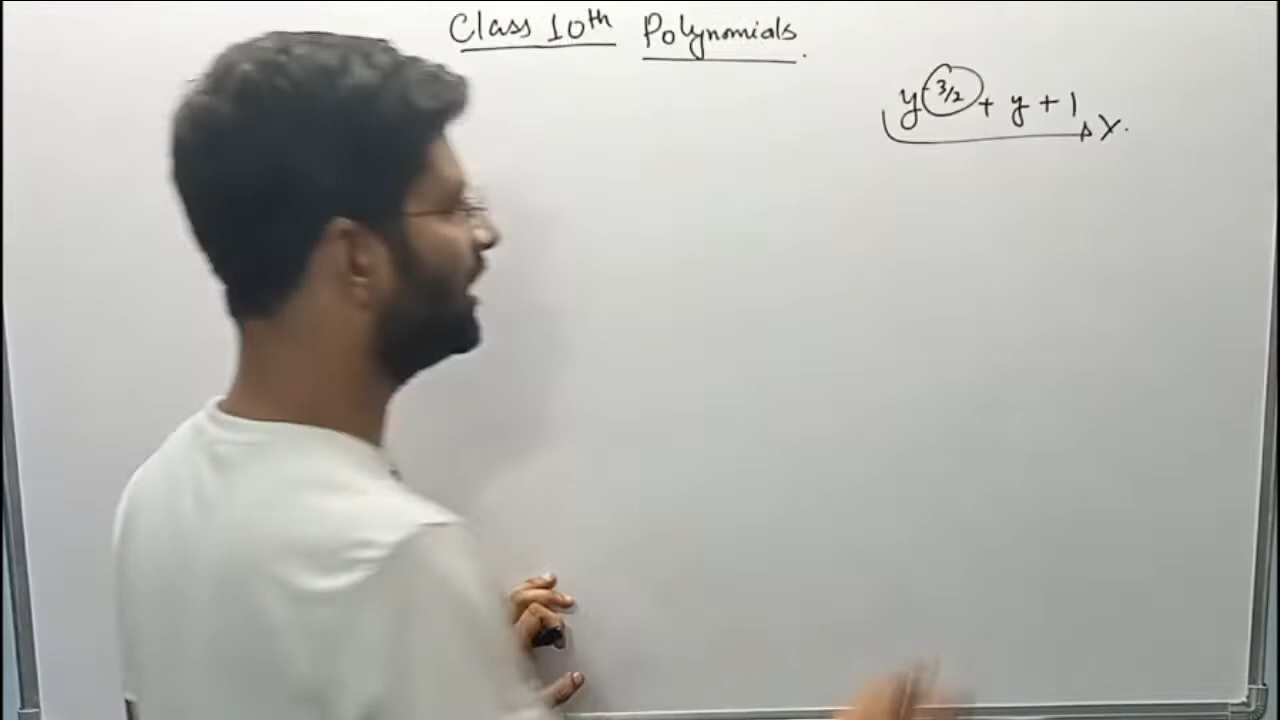 Class 10th Polynomials.
y^-3/2 + y + 1 → X.